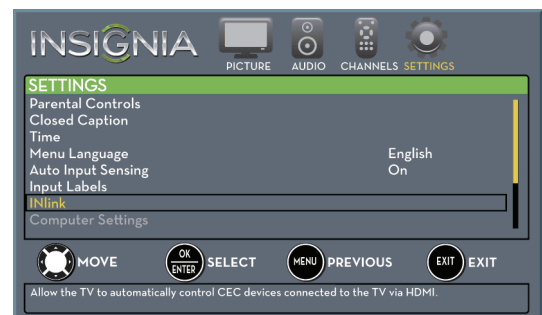 INSIGNIA
PICTURE AUDIO CHANNELS SETTINGS
SETTINGS
Parental Controls
Closed Caption
Time
Menu Language English
Auto Input Sensing On
Input Labels
INlink
Computer Settings
MOVE OK ENTER SELECT MENU PREVIOUS EXIT EXIT
Allow the TV to automatically control CEC devices connected to the TV via HDMI.